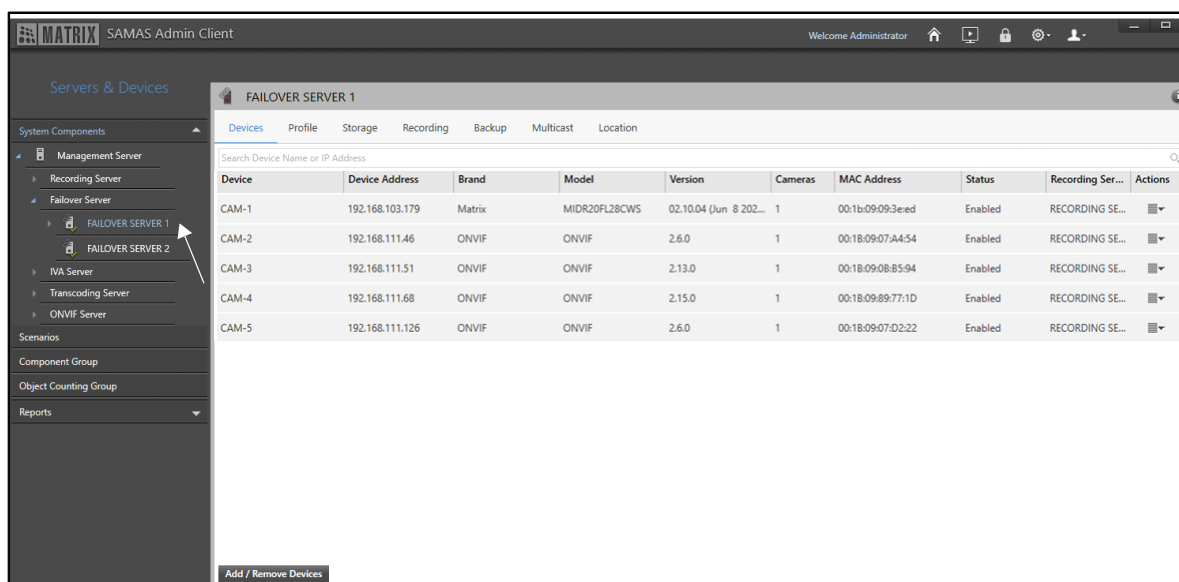 MATRIX SAMAS Admin Client Welcome Administrator
Servers & Devices
FAILOVER SERVER 1
System Components
Devices Profile Storage Recording Backup Multicast Location
Management Server
Search Device Name or IP Address
Recording Server
Device Device Address Brand Model Version Cameras MAC Address Status Recording Ser... Actions
Failover Server
CAM-1 192.168.103.179 Matrix MIDR20FL28CWS 02.10.04 (Jun 8 202... 1 00:1b:09:09:3e:ed Enabled RECORDING SE...
FAILOVER SERVER 1
CAM-2 192.168.111.46 ONVIF ONVIF 2.6.0 1 00:1B:09:07:A4:54 Enabled RECORDING SE...
FAILOVER SERVER 2
CAM-3 192.168.111.51 ONVIF ONVIF 2.13.0 1 00:1B:09:0B:B5:94 Enabled RECORDING SE...
IVA Server
Transcoding Server
CAM-4 192.168.111.68 ONVIF ONVIF 2.15.0 1 00:1B:09:89:77:1D Enabled RECORDING SE...
ONVIF Server
CAM-5 192.168.111.126 ONVIF ONVIF 2.6.0 1 00:1B:09:07:D2:22 Enabled RECORDING SE...
Scenarios
Component Group
Object Counting Group
Reports
Add / Remove Devices